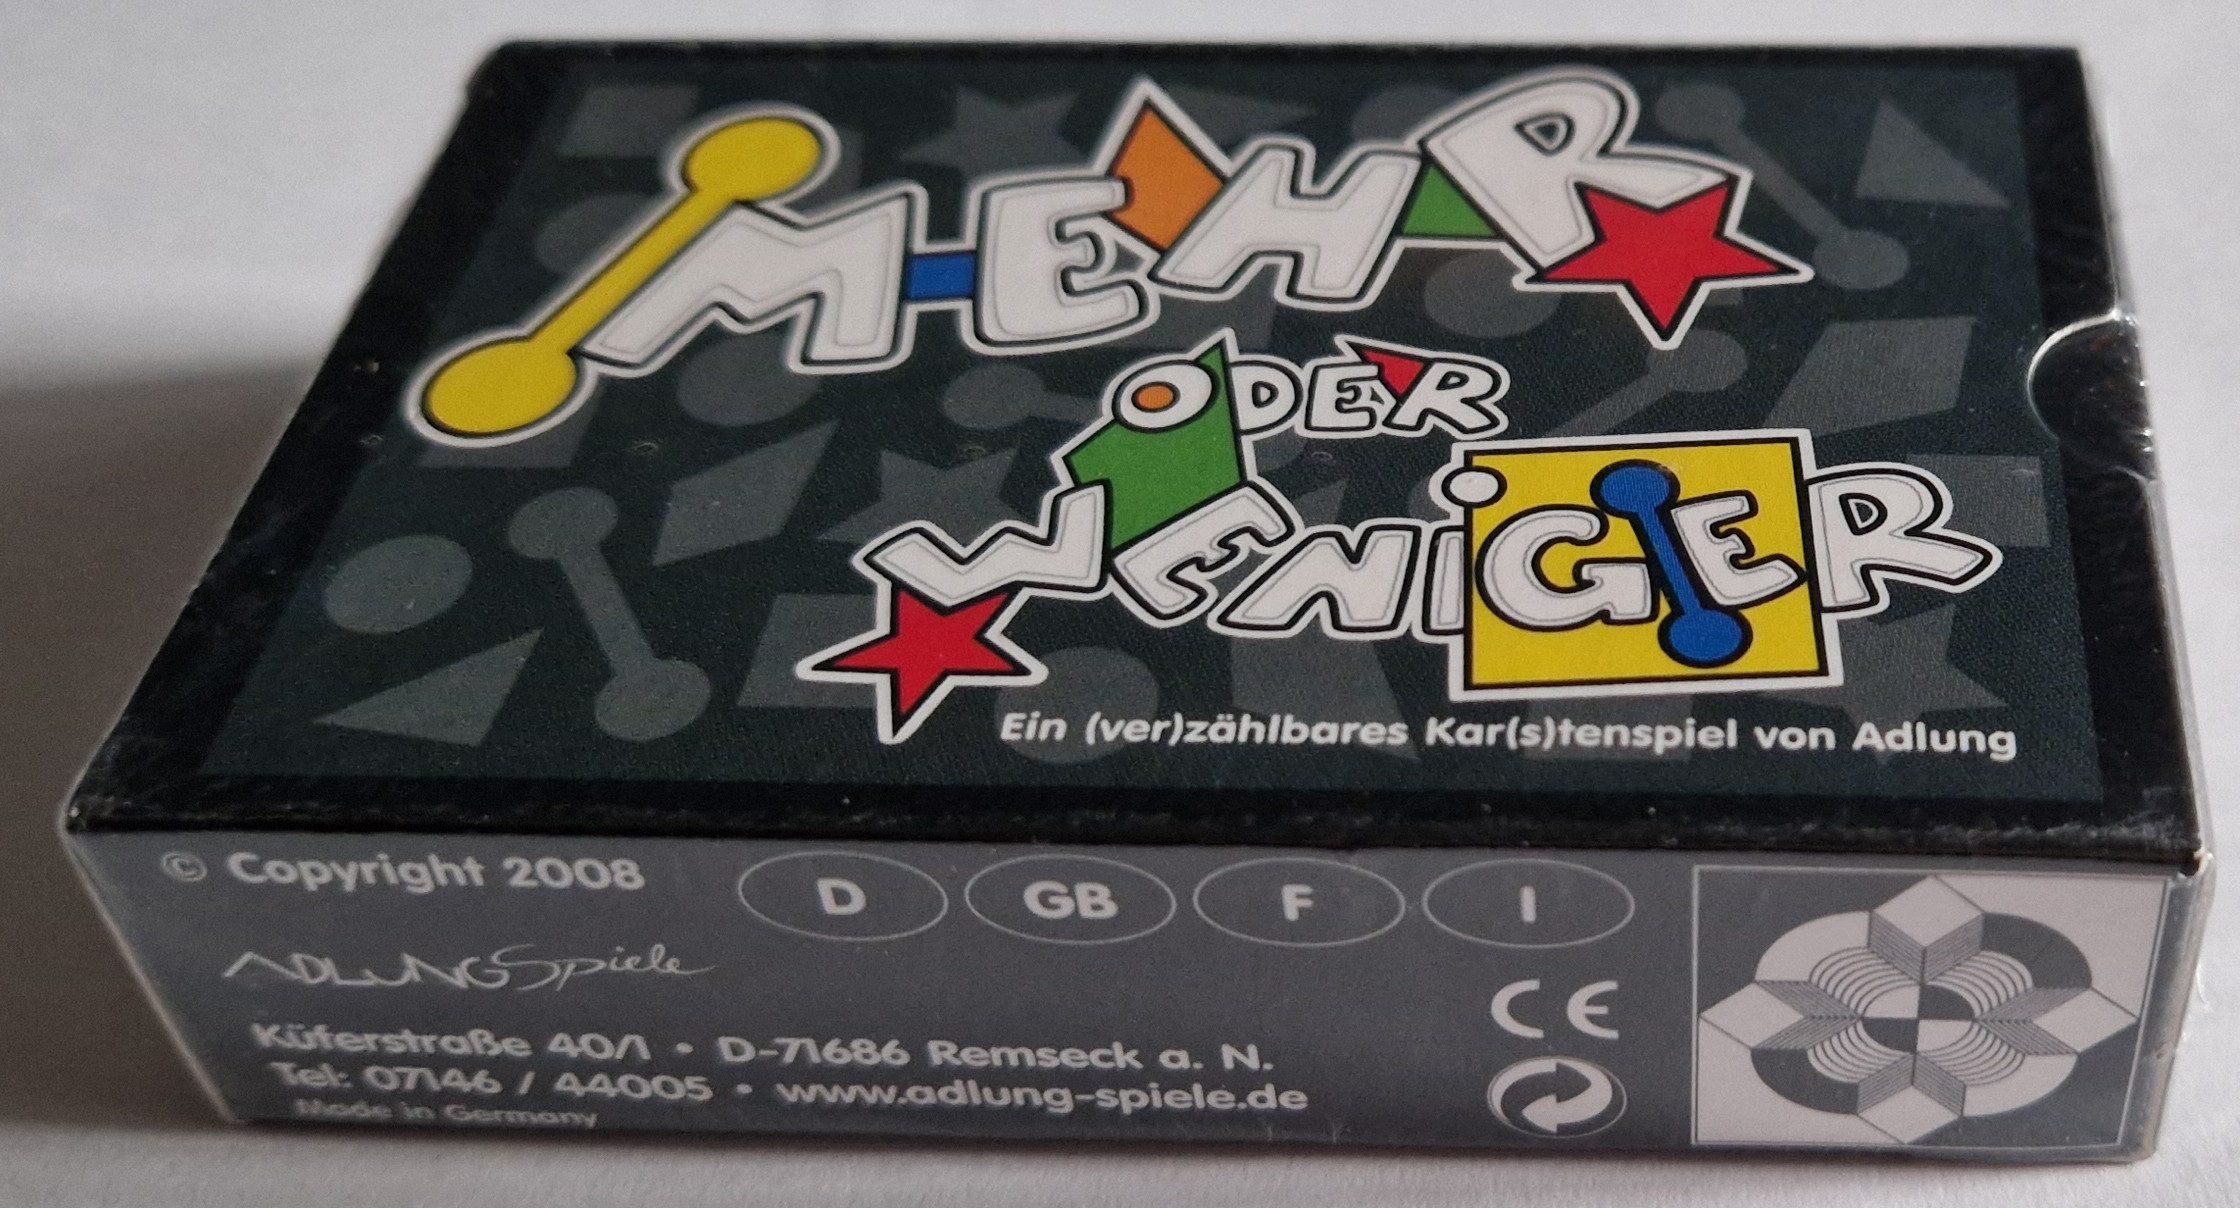 MEHR
ODER
WENIGER
Ein (ver)zählbares Kar(s)tenspiel von Adlung
© Copyright 2008
D GB F I
ADLUNG Spiele
CE
Küferstraße 40/1 • D-71686 Remseck a. N.
Tel: 07146 / 44005 • www.adlung-spiele.de
Made in Germany